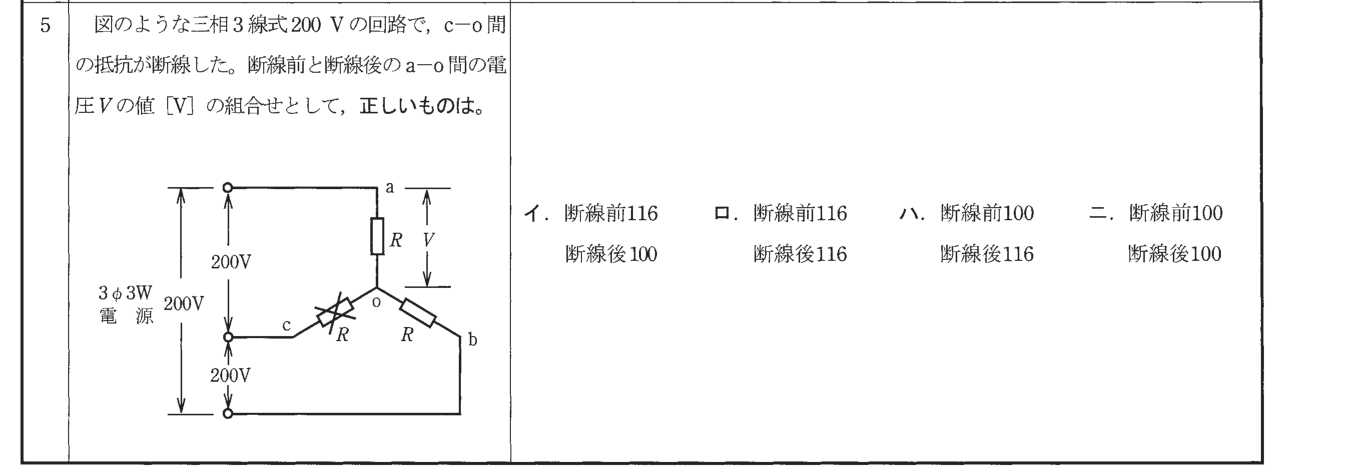 5
図のような三相3線式200 Vの回路で，c－o間
の抵抗が断線した。断線前と断線後のa－o間の電
圧Vの値［V］の組合せとして，正しいものは。
a
R
V
200V
3φ3W
電　源
200V
o
c
R
R
b
200V
イ．断線前116
断線後100
ロ．断線前116
断線後116
ハ．断線前100
断線後116
ニ．断線前100
断線後100